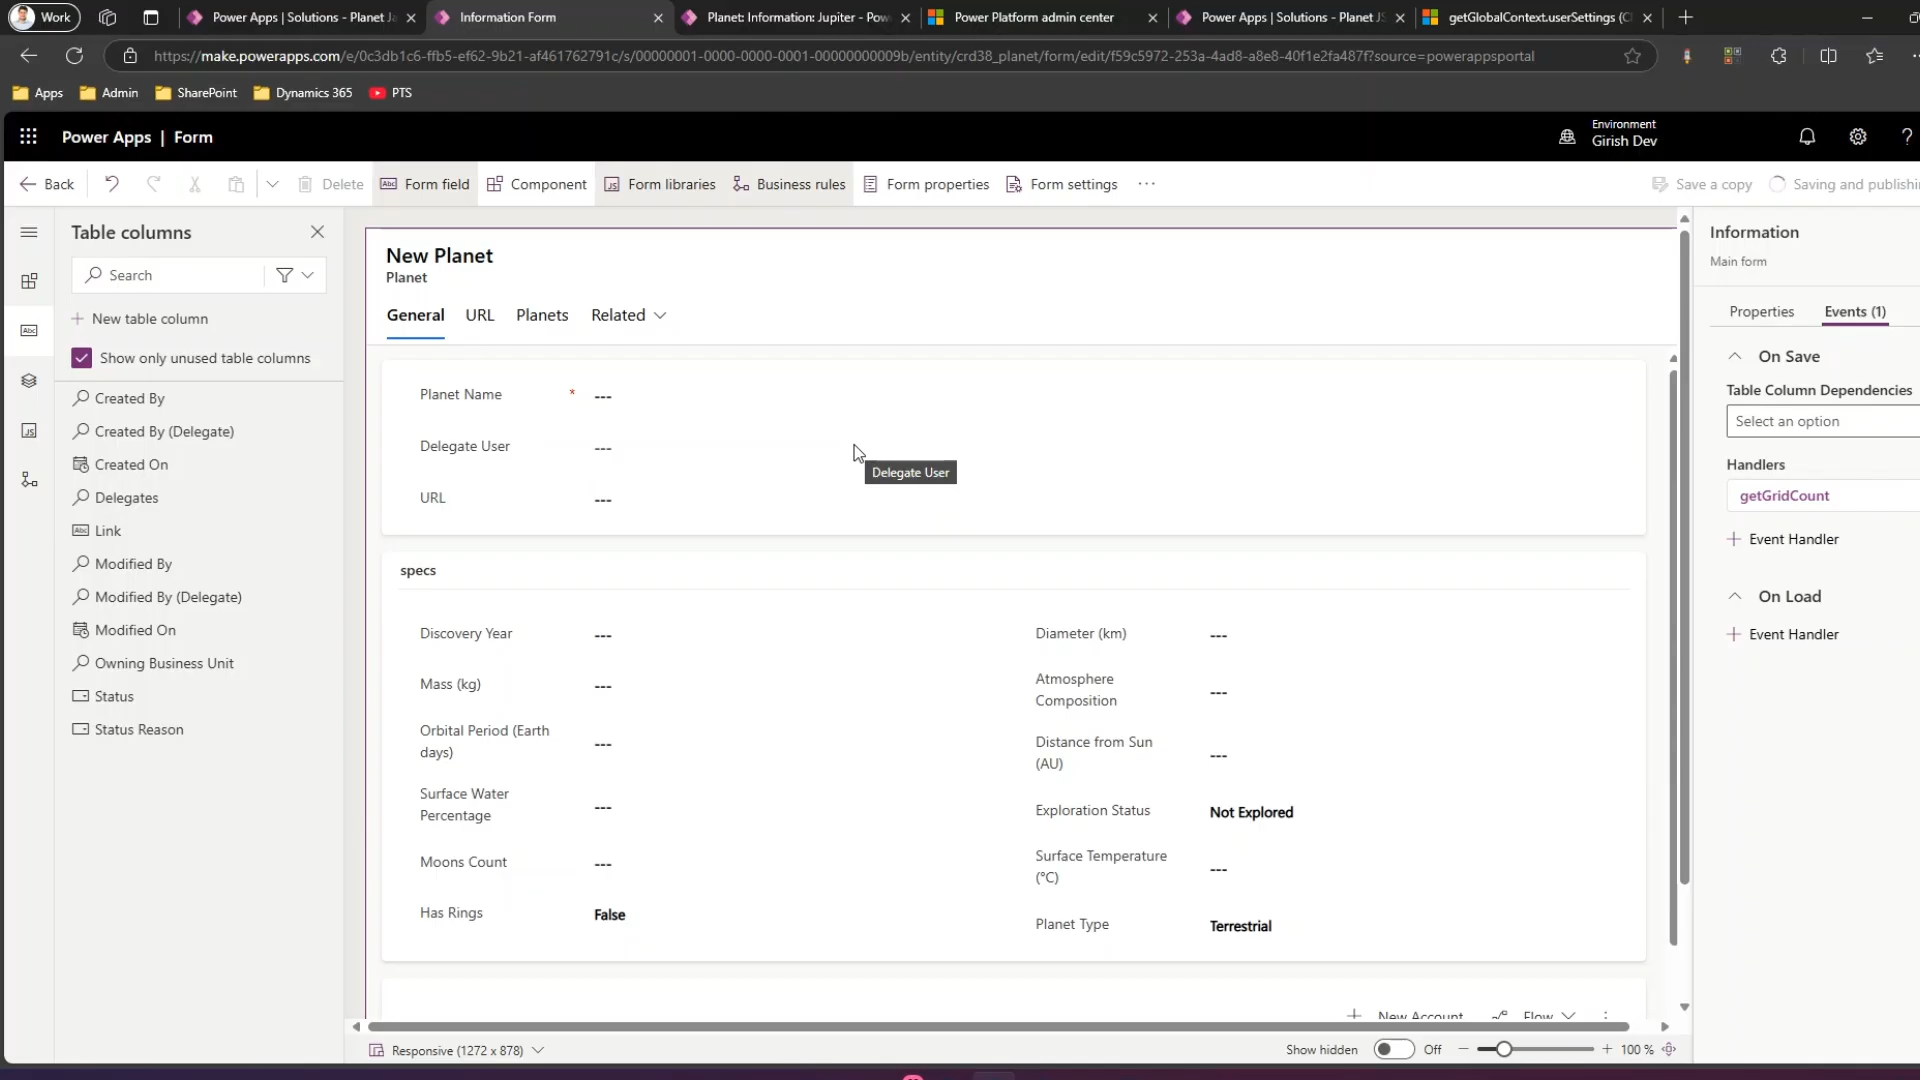 Work
Power Apps | Solutions - Planet Ja
Information Form
Planet: Information: Jupiter - Pow
Power Platform admin center
Power Apps | Solutions - Planet JS
getGlobalContext.userSettings (Cl
https://make.powerapps.com/e/0c3db1c6-ffb5-ef62-9b21-af461762791c/s/00000001-0000-0000-0001-00000000009b/entity/crd38_planet/form/edit/f59c5972-253a-4ad8-a8e8-40f1e2fa487f?source=powerappsportal
Apps
Admin
SharePoint
Dynamics 365
PTS
Power Apps | Form
Environment
Girish Dev
Back
Delete
Form field
Component
Form libraries
Business rules
Form properties
Form settings
Save a copy
Saving and publishi
Table columns
Search
New table column
Show only unused table columns
Created By
Created By (Delegate)
Created On
Delegates
Link
Modified By
Modified By (Delegate)
Modified On
Owning Business Unit
Status
Status Reason
New Planet
Planet
General
URL
Planets
Related
Planet Name * ---
Delegate User ---
Delegate User
URL ---
specs
Discovery Year ---
Mass (kg) ---
Orbital Period (Earth
days) ---
Surface Water
Percentage ---
Moons Count ---
Has Rings False
Diameter (km) ---
Atmosphere
Composition ---
Distance from Sun
(AU) ---
Exploration Status Not Explored
Surface Temperature
(°C) ---
Planet Type Terrestrial
New Account
Flow
Responsive (1272 x 878)
Show hidden
Off
100 %
Information
Main form
Properties
Events (1)
On Save
Table Column Dependencies
Select an option
Handlers
getGridCount
Event Handler
On Load
Event Handler